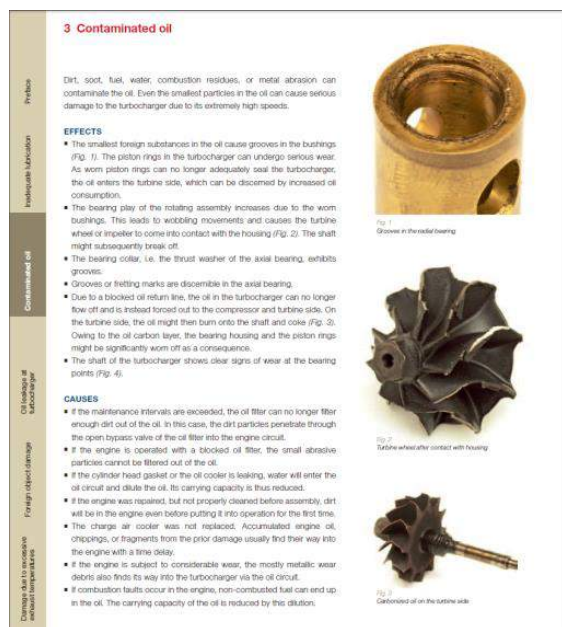 3 Contaminated oil
Dirt, soot, fuel, water, combustion residues, or metal abrasion can
contaminate the oil. Even the smallest particles in the oil can cause serious
damage to the turbocharger due to its extremely high speeds.
EFFECTS
▪ The smallest foreign substances in the oil cause grooves in the bushings
(Fig. 1). The piston rings in the turbocharger can undergo serious wear.
As worn piston rings can no longer adequately seal the turbocharger,
the oil enters the turbine side, which can be discerned by increased oil
consumption.
▪ The bearing play of the rotating assembly increases due to the worn
bushings. This leads to wobbling movements and causes the turbine
wheel or impeller to come into contact with the housing (Fig. 2). The shaft
might subsequently break off.
▪ The bearing collar, i.e. the thrust washer of the axial bearing, exhibits
grooves.
▪ Grooves or fretting marks are discernible in the axial bearing.
▪ Due to a blocked oil return line, the oil in the turbocharger can no longer
flow off and is instead forced out to the compressor and turbine side. On
the turbine side, the oil might then burn onto the shaft and coke (Fig. 3).
Owing to the oil carbon layer, the bearing housing and the piston rings
might be significantly worn off as a consequence.
▪ The shaft of the turbocharger shows clear signs of wear at the bearing
points (Fig. 4).
CAUSES
▪ If the maintenance intervals are exceeded, the oil filter can no longer filter
enough dirt out of the oil. In this case, the dirt particles penetrate through
the open bypass valve of the oil filter into the engine circuit.
▪ If the engine is operated with a blocked oil filter, the small abrasive
particles cannot be filtered out of the oil.
▪ If the cylinder head gasket or the oil cooler is leaking, water will enter the
oil circuit and dilute the oil. Its carrying capacity is thus reduced.
▪ If the engine was repaired, but not properly cleaned before assembly, dirt
will be in the engine even before putting it into operation for the first time.
▪ The charge air cooler was not replaced. Accumulated engine oil,
chippings, or fragments from the prior damage usually find their way into
the engine with a time delay.
▪ If the engine is subject to considerable wear, the mostly metallic wear
debris also finds its way into the turbocharger via the oil circuit.
▪ If combustion faults occur in the engine, non-combusted fuel can end up
in the oil. The carrying capacity of the oil is reduced by this dilution.
Fig. 1
Grooves in the radial bearing
Fig. 2
Turbine wheel after contact with housing
Fig. 3
Carbonized oil on the turbine side
Preface
Inadequate lubrication
Contaminated oil
Oil leakage at
turbocharger
Foreign object damage
Damage due to excessive
exhaust temperatures